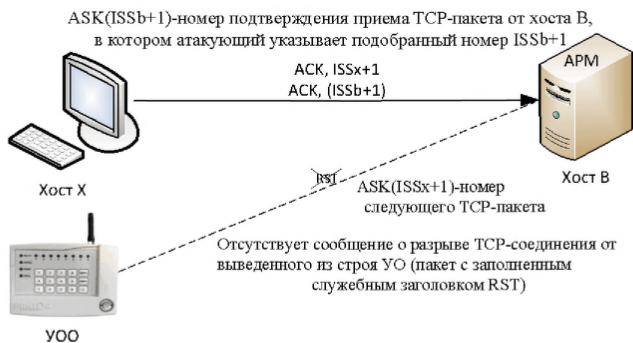 ASK(ISSb+1)-номер подтверждения приема TCP-пакета от хоста B,
в котором атакующий указывает подобранный номер ISSb+1
ACK, ISSx+1
ACK, (ISSb+1)
АРМ
Хост X
Хост B
RST
ASK(ISSx+1)-номер
следующего TCP-пакета
Отсутствует сообщение о разрыве TCP-соединения от
выведенного из строя УО (пакет с заполненным
служебным заголовком RST)
УОО